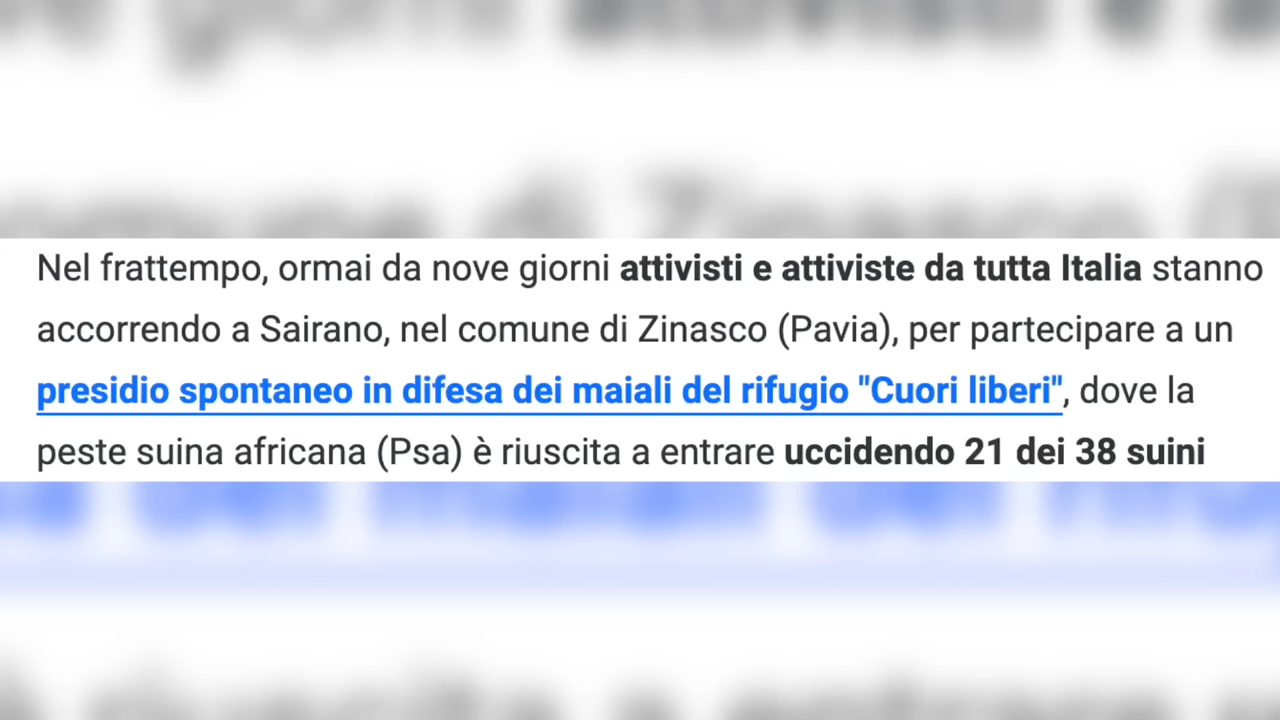 Nel frattempo, ormai da nove giorni attivisti e attiviste da tutta Italia stanno
accorrendo a Sairano, nel comune di Zinasco (Pavia), per partecipare a un
presidio spontaneo in difesa dei maiali del rifugio "Cuori liberi", dove la
peste suina africana (Psa) è riuscita a entrare uccidendo 21 dei 38 suini